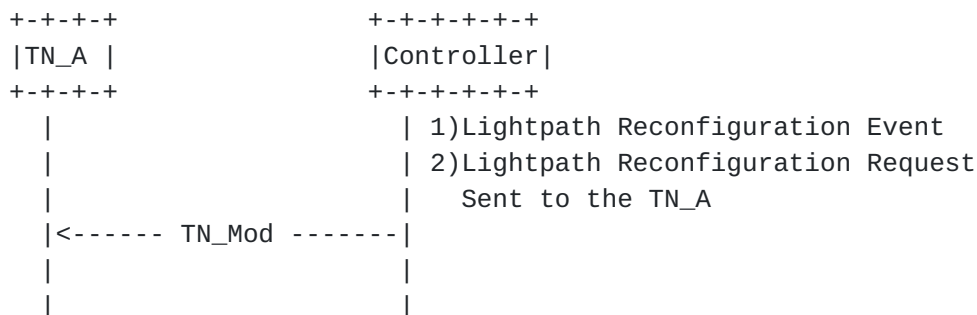 +-+-+-+                +-+-+-+-+-+
|TN_A |                |Controller|
+-+-+-+                +-+-+-+-+-+
  |                      | 1)Lightpath Reconfiguration Event
  |                      | 2)Lightpath Reconfiguration Request
  |                      |   Sent to the TN_A
  |<------ TN_Mod -------|
  |                      |
  |                      |